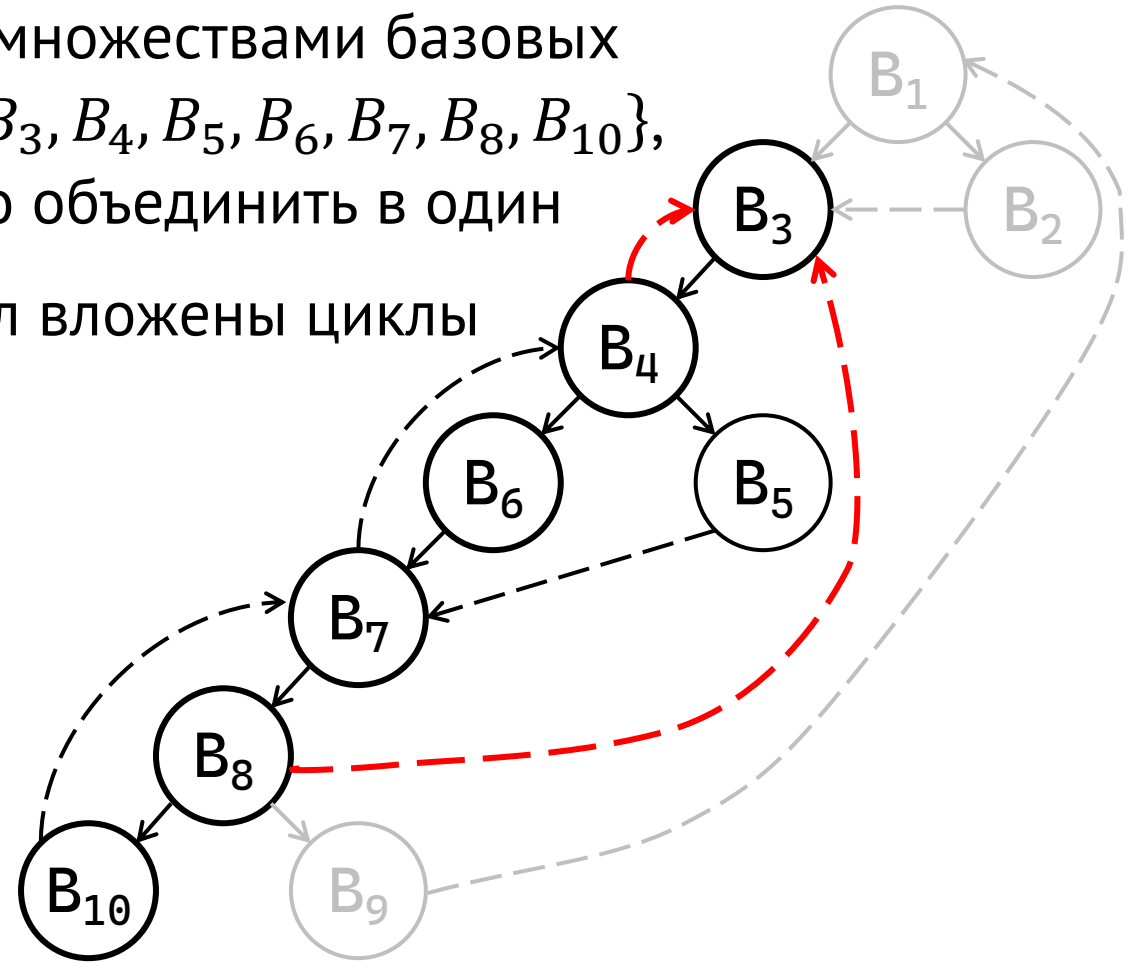 множествами базовых
B₃, B₄, B₅, B₆, B₇, B₈, B₁₀},
объединить в один
вложены циклы
B₁
B₃
B₂
B₄
B₆
B₅
B₇
B₈
B₁₀
B₉